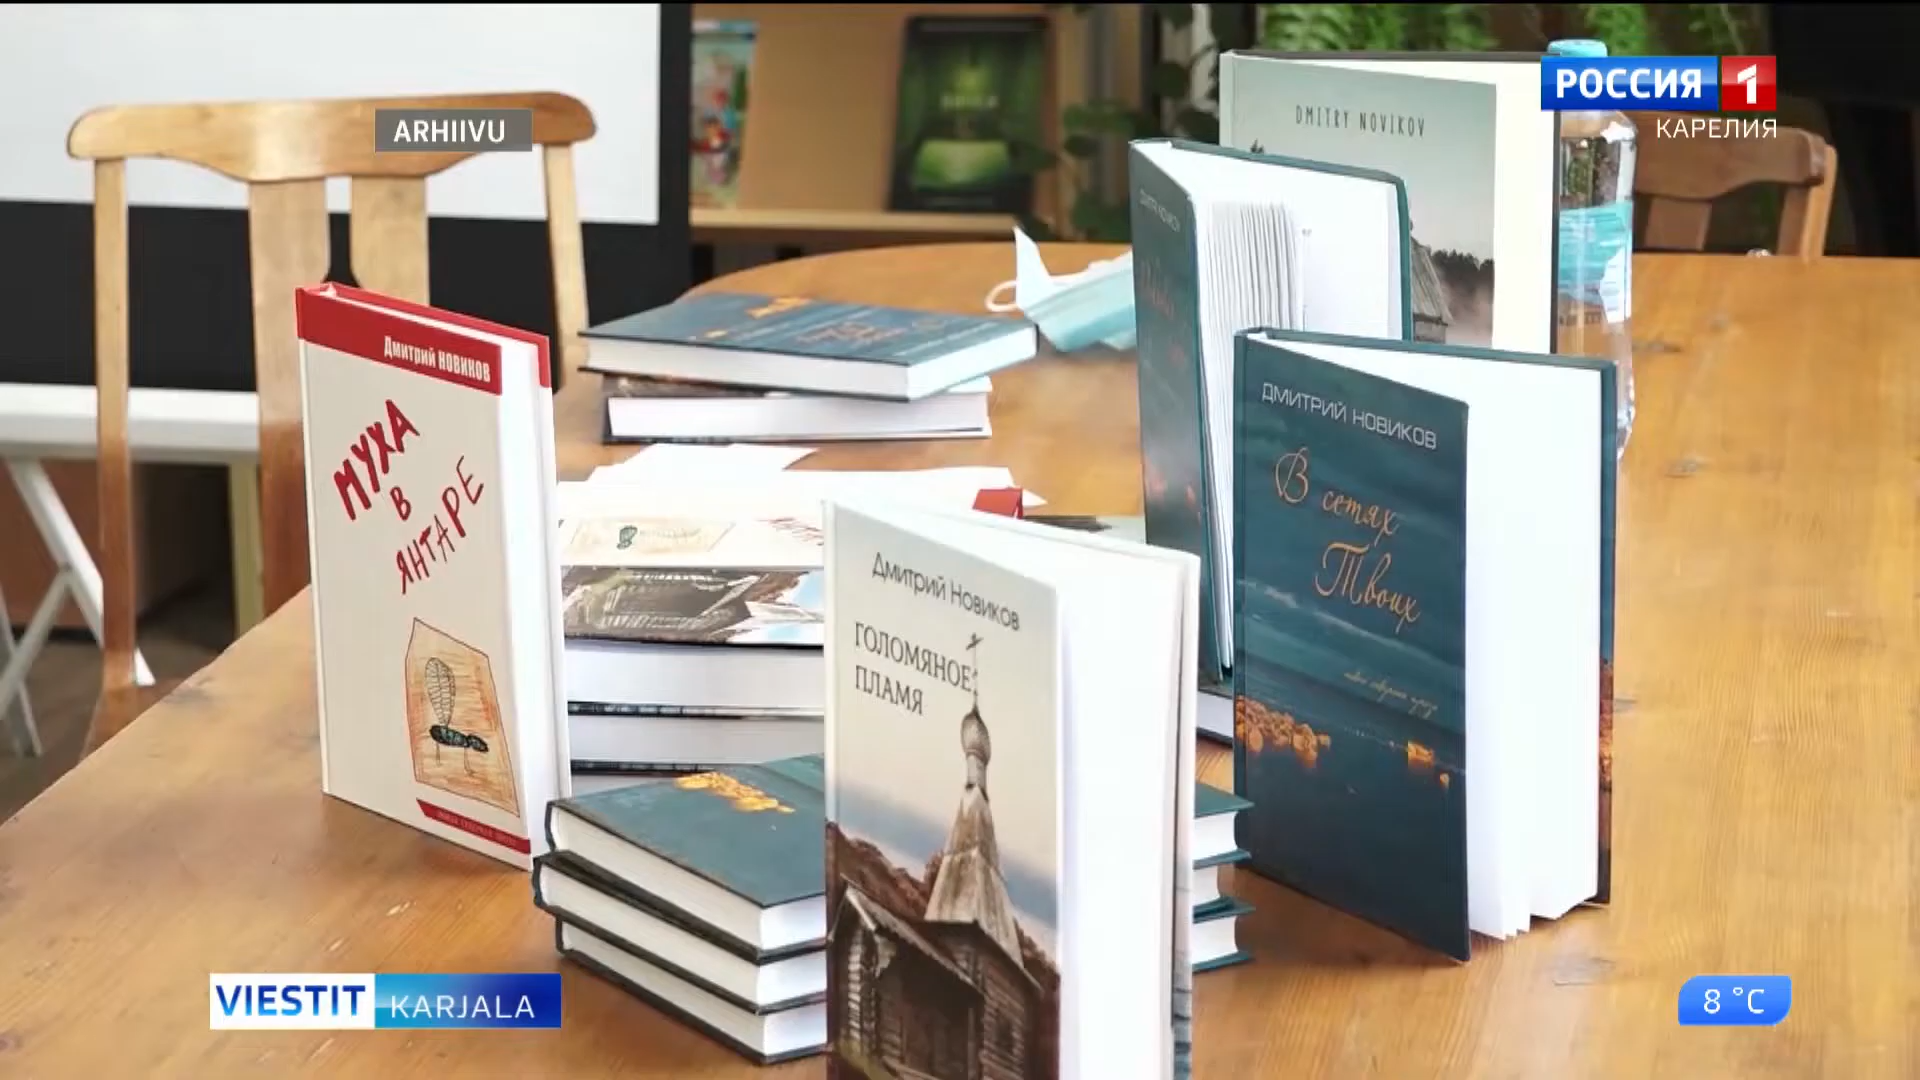 ARHIIVU
РОССИЯ 1
КАРЕЛИЯ
DMITRY NOVIKOV
Дмитрий НОВИКОВ
МУХА
В
ЯНТАРЕ
ДМИТРИЙ НОВИКОВ
В сетях
Твоих
Дмитрий Новиков
ГОЛОМЯНОЕ
ПЛАМЯ
VIESTIT KARJALA
8 °C